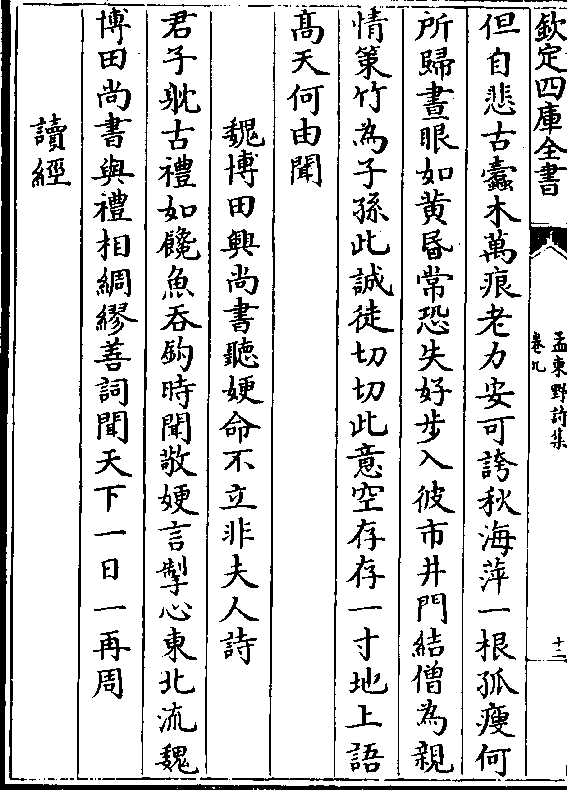 欽定四庫全書
孟東野詩集
卷九
十二
但自悲古蠧木萬痕老力安可誇秋海萍一根孤瘦何
所歸晝眼如黄昏常恐失好步入彼市井門結僧為親
情策竹為子孫此誠徒切切此意空存存一寸地上語
髙天何由聞
魏博田興尚書聽㛐命不立非夫人詩
君子躭古禮如饞魚吞鈎時聞敬㛐言掣心東北流魏
博田尚書與禮相綢繆善詞聞天下一日一再周
讀經